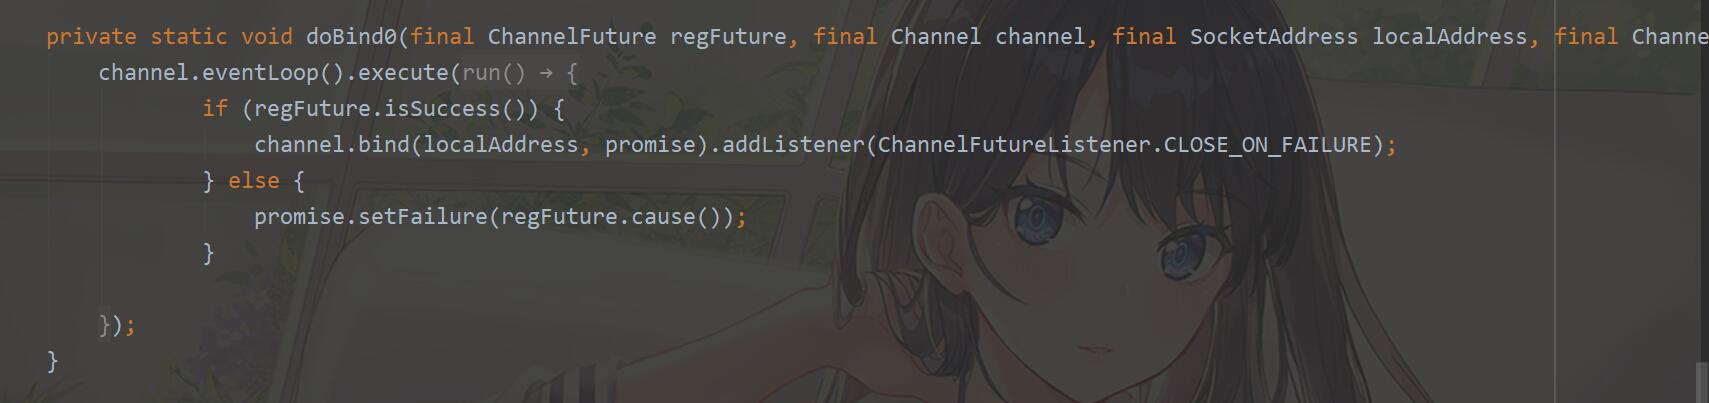 private static void doBind0(final ChannelFuture regFuture, final Channel channel, final SocketAddress localAddress, final Channe
channel.eventLoop().execute(run() → {
if (regFuture.isSuccess()) {
channel.bind(localAddress, promise).addListener(ChannelFutureListener.CLOSE_ON_FAILURE);
} else {
promise.setFailure(regFuture.cause());
}
});
}